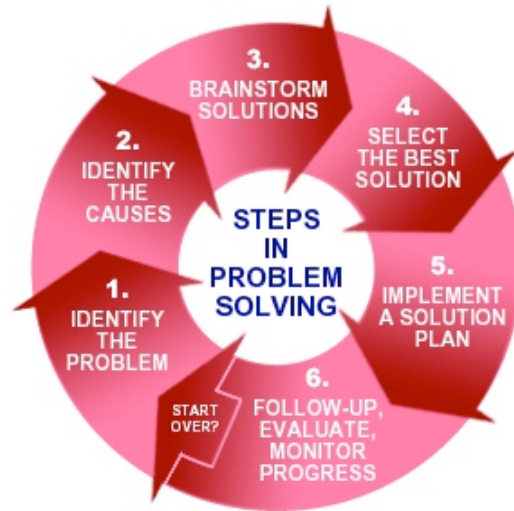 STEPS
IN
PROBLEM
SOLVING
1.
IDENTIFY
THE
PROBLEM
2.
IDENTIFY
THE
CAUSES
3.
BRAINSTORM
SOLUTIONS
4.
SELECT
THE BEST
SOLUTION
5.
IMPLEMENT
A SOLUTION
PLAN
6.
FOLLOW-UP,
EVALUATE,
MONITOR
PROGRESS
START
OVER?